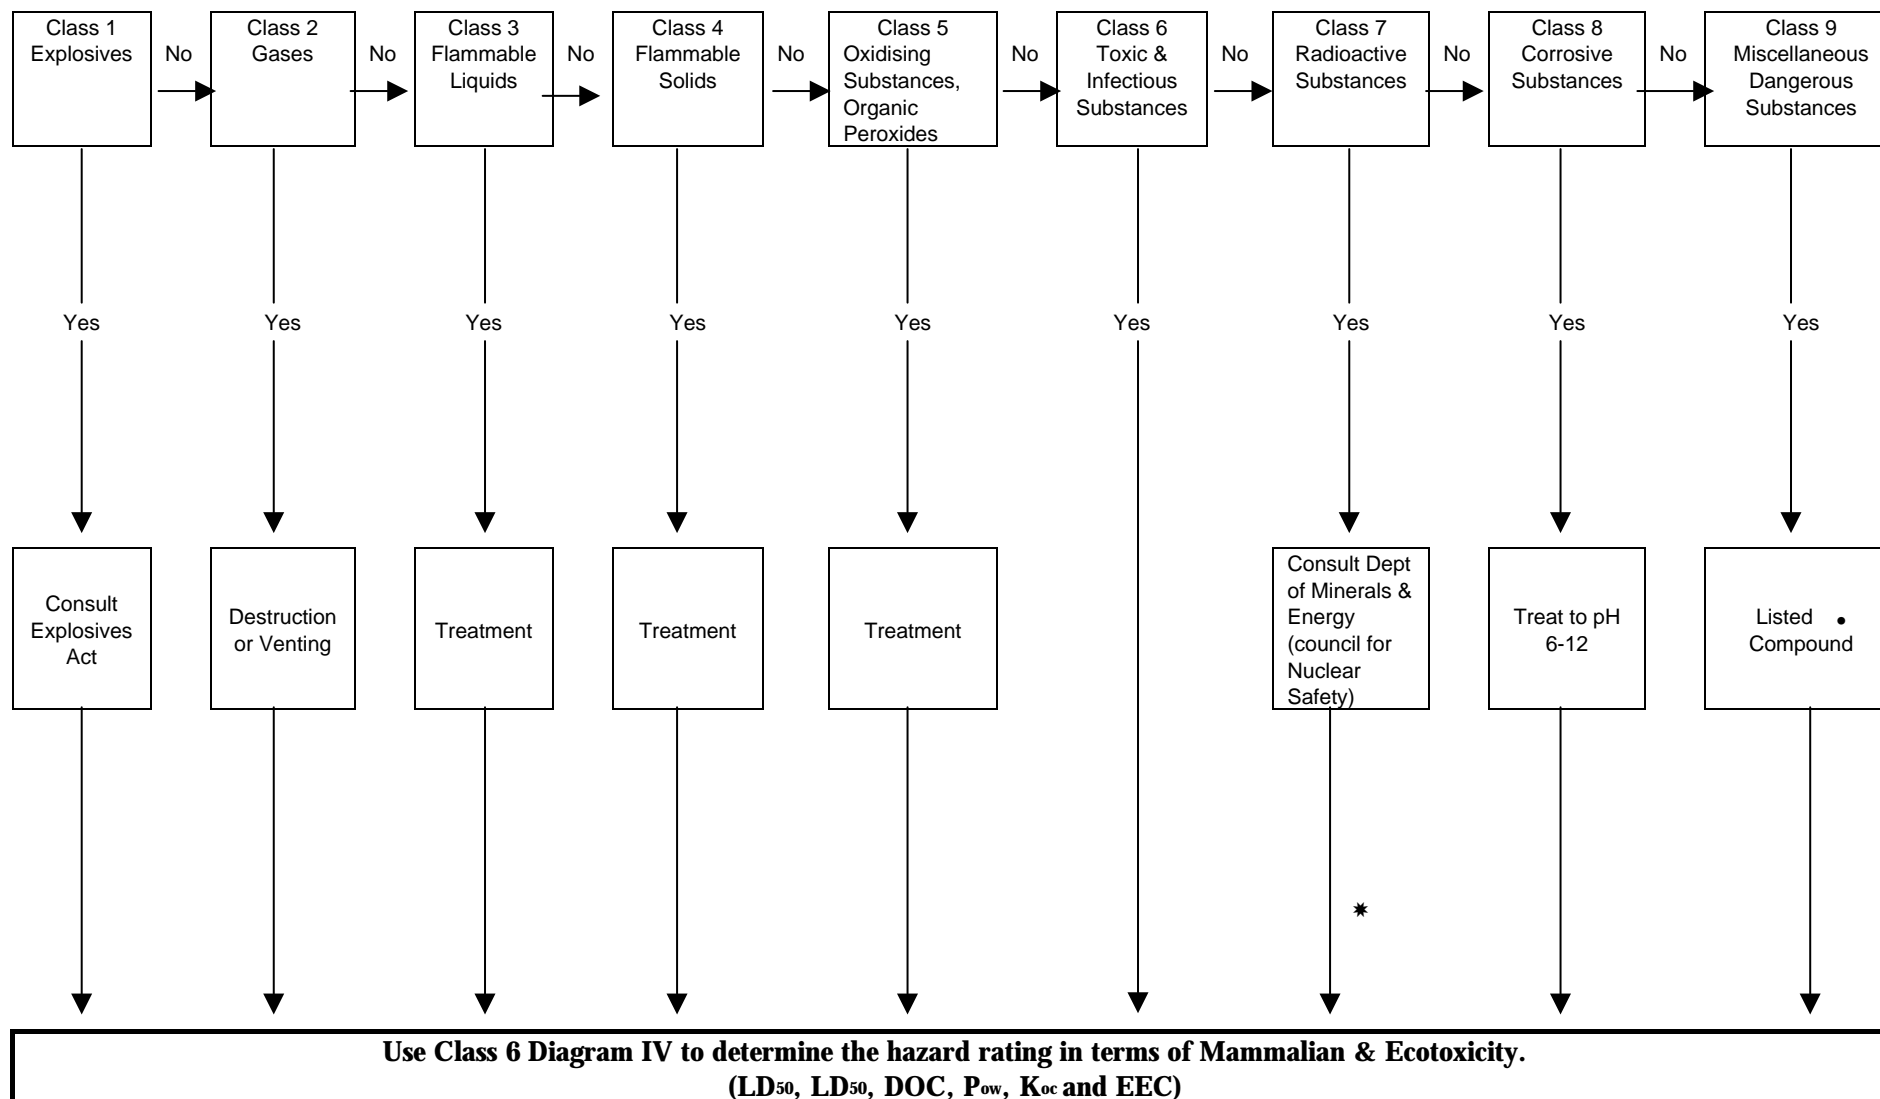 Class 1
Explosives
No
Class 2
Gases
No
Class 3
Flammable
Liquids
No
Class 4
Flammable
Solids
No
Class 5
Oxidising
Substances,
Organic
Peroxides
No
Class 6
Toxic &
Infectious
Substances
No
Class 7
Radioactive
Substances
No
Class 8
Corrosive
Substances
No
Class 9
Miscellaneous
Dangerous
Substances
Yes
Yes
Yes
Yes
Yes
Yes
Yes
Yes
Yes
Consult
Explosives
Act
Destruction
or Venting
Treatment
Treatment
Treatment
Consult Dept
of Minerals &
Energy
(council for
Nuclear
Safety)
Treat to pH
6-12
Listed •
Compound
Use Class 6 Diagram IV to determine the hazard rating in terms of Mammalian & Ecotoxicity.
(LD50, LD50, DOC, Pow, Koc and EEC)